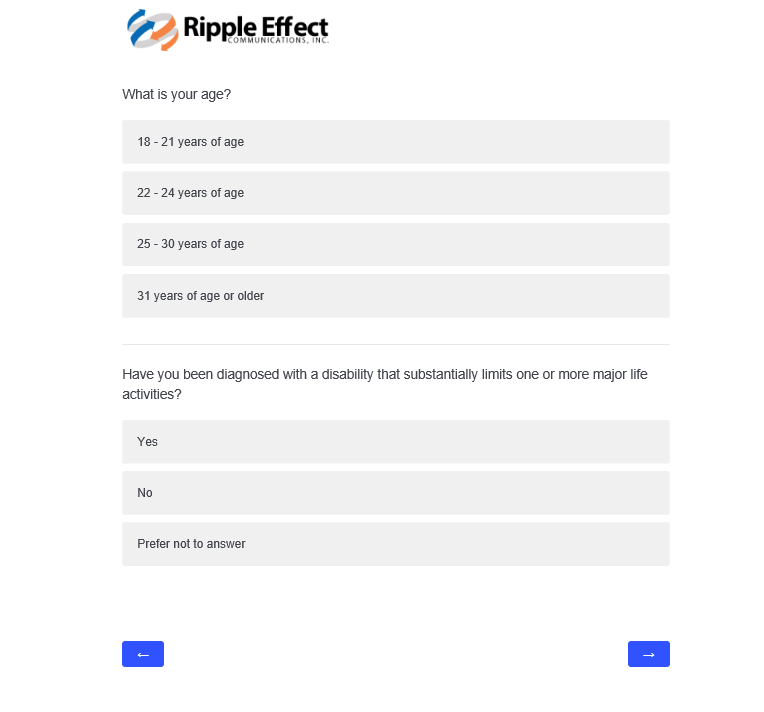 Ripple Effect
COMMUNICATIONS, INC.
What is your age?
18 - 21 years of age
22 - 24 years of age
25 - 30 years of age
31 years of age or older
Have you been diagnosed with a disability that substantially limits one or more major life
activities?
Yes
No
Prefer not to answer
← →